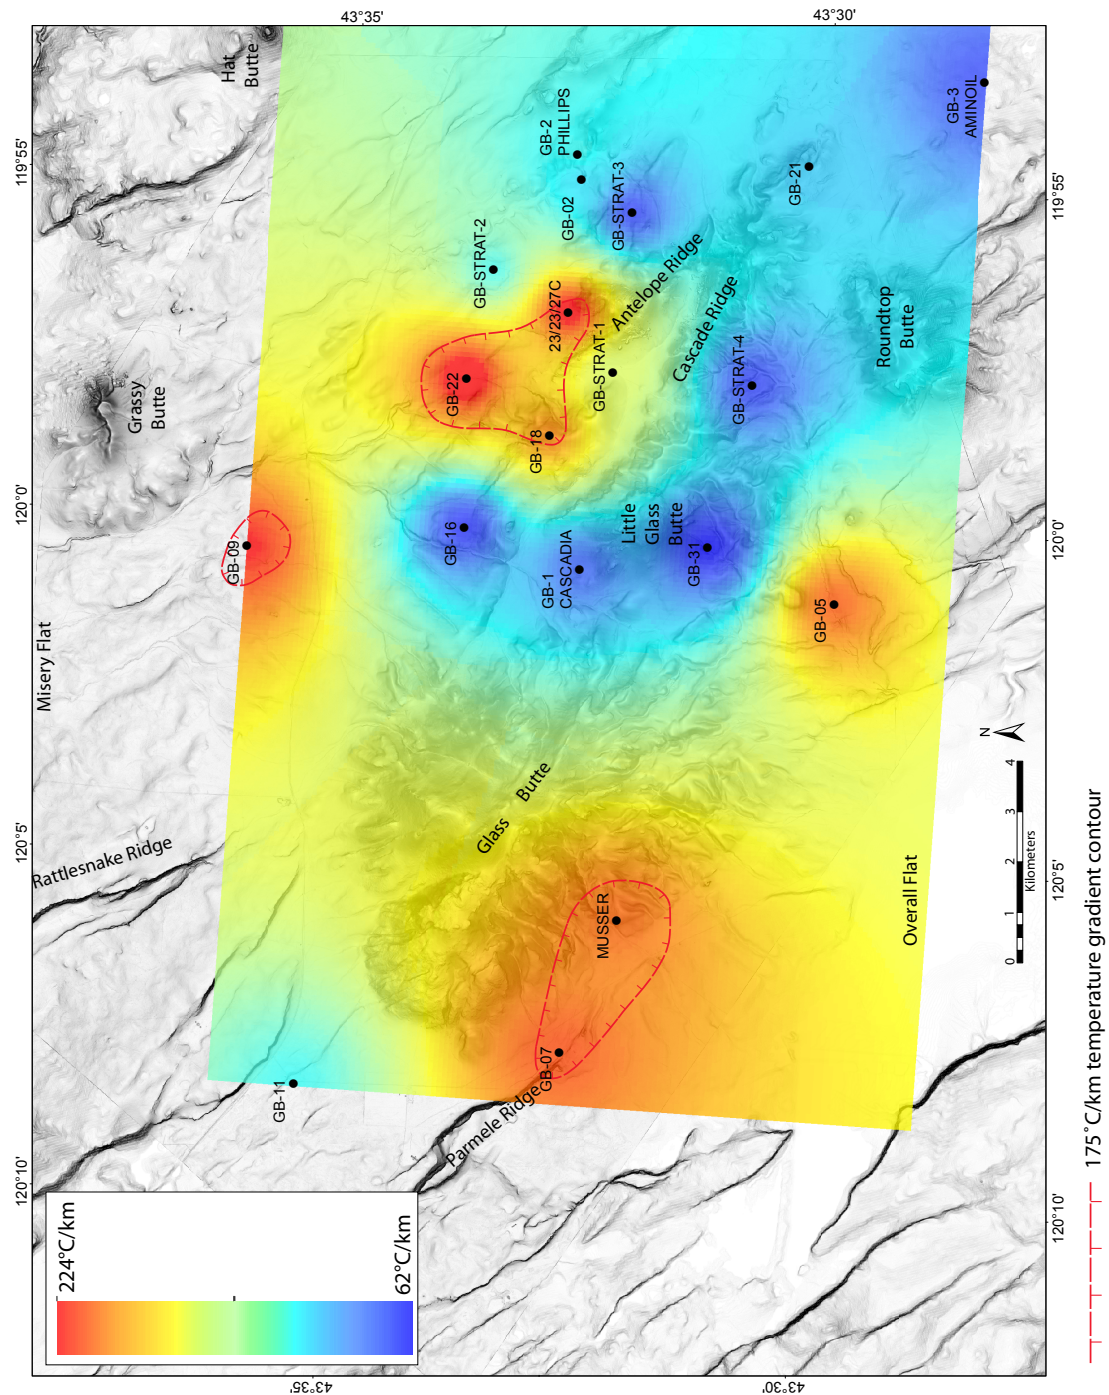 43°35'
43°30'
119°55'
120°0'
120°5'
120°10'
119°55'
120°0'
120°5'
120°10'
43°35'
43°30'
Hat
Butte
Grassy
Butte
Misery Flat
Rattlesnake Ridge
GB-2
PHILLIPS
GB-02
GB-STRAT-3
GB-3
AMINOIL
GB-21
GB-STRAT-2
23/23/27C
Antelope Ridge
GB-STRAT-1
Cascade Ridge
GB-STRAT-4
Roundtop
Butte
GB-22
GB-18
GB-09
GB-16
GB-1
CASCADIA
Little
Glass
Butte
GB-31
GB-05
Glass Butte
MUSSER
GB-07
Parmele Ridge
GB-11
Overall Flat
N
0 1 2 3 4
Kilometers
224°C/km
62°C/km
175°C/km temperature gradient contour